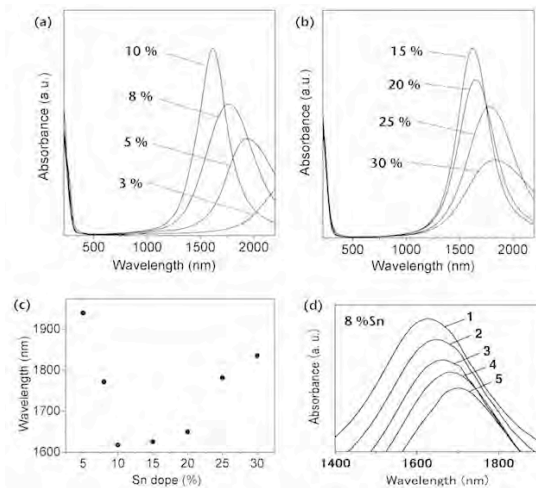 (a)
10 %
8 %
5 %
3 %
Absorbance (a.u.)
500 1000 1500 2000
Wavelength (nm)
(b)
15 %
20 %
25 %
30 %
Absorbance (a.u.)
500 1000 1500 2000
Wavelength (nm)
(c)
1900
1800
1700
1600
Wavelength (nm)
5 10 15 20 25 30
Sn dope (%)
(d)
8 %Sn
1
2
3
4
5
Absorbance (a. u.)
1400 1600 1800
Wavelength (nm)